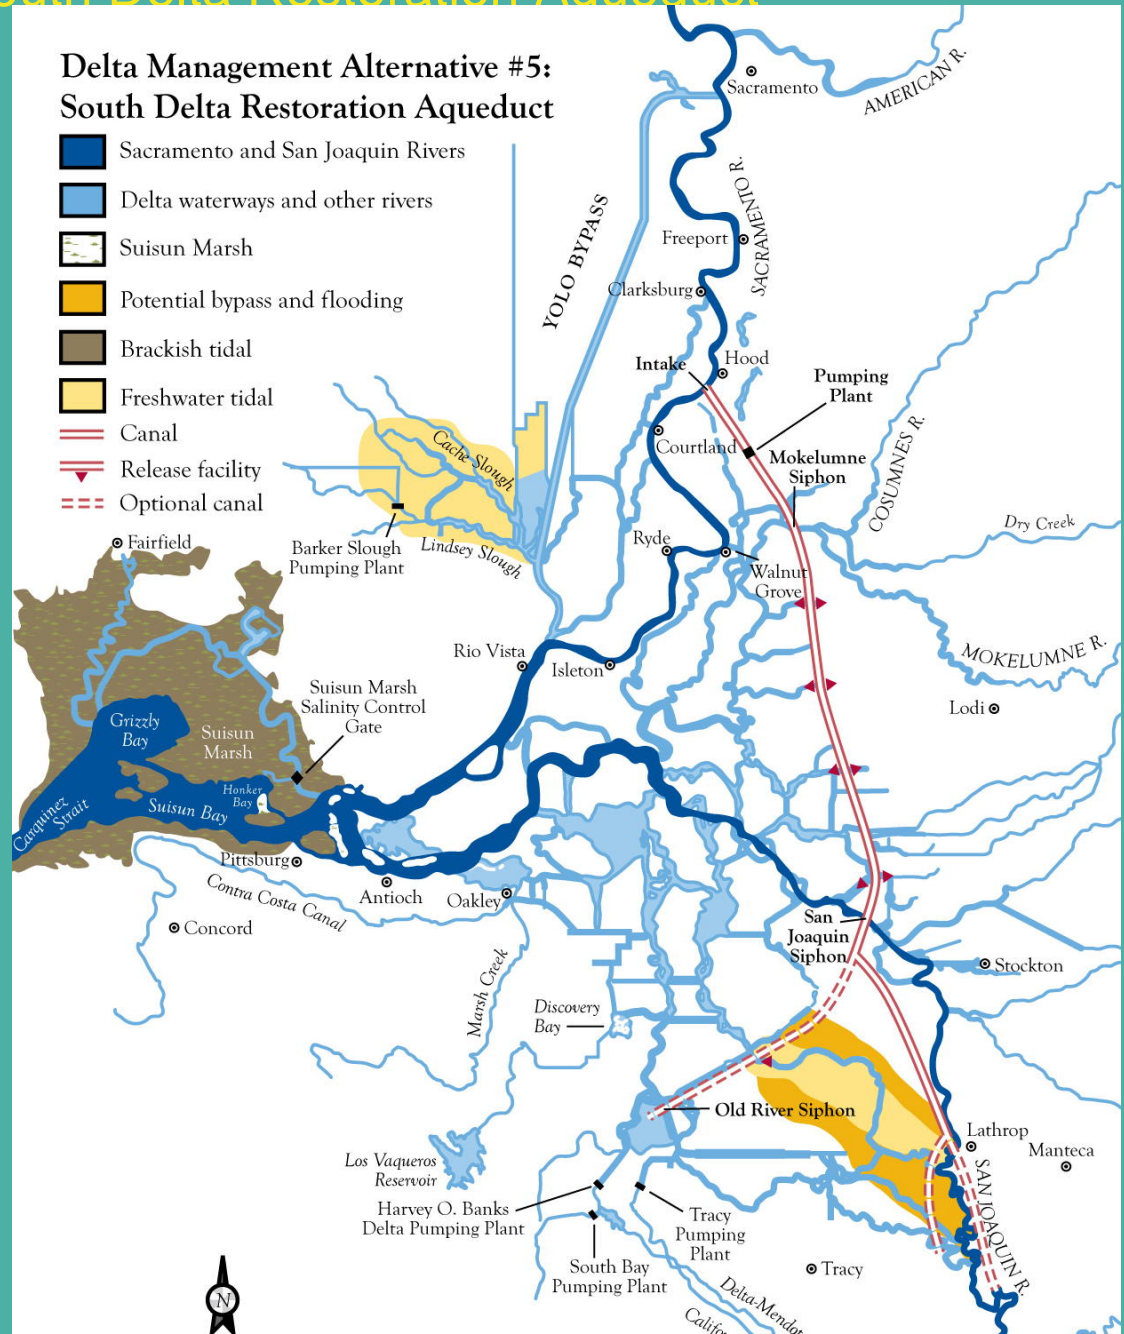 South Delta Restoration Aqueduct
Delta Management Alternative #5:
South Delta Restoration Aqueduct
Sacramento and San Joaquin Rivers
Delta waterways and other rivers
Suisun Marsh
Potential bypass and flooding
Brackish tidal
Freshwater tidal
Canal
Release facility
Optional canal
Sacramento
AMERICAN R.
SACRAMENTO R.
YOLO BYPASS
Freeport
Clarksburg
Hood
Intake
Pumping
Plant
Courtland
Mokelumne
Siphon
COSUMNES R.
Dry Creek
Cache Slough
Barker Slough
Pumping Plant
Lindsey Slough
Fairfield
Ryde
Walnut
Grove
MOKELUMNE R.
Lodi
Rio Vista
Isleton
Suisun Marsh
Salinity Control
Gate
Grizzly
Bay
Suisun
Marsh
Honker
Bay
Suisun Bay
Carquinez
Strait
Pittsburg
Antioch
Oakley
Contra Costa Canal
Concord
San
Joaquin
Siphon
Stockton
Marsh Creek
Discovery
Bay
Old River Siphon
Lathrop
Manteca
Los Vaqueros
Reservoir
Harvey O. Banks
Delta Pumping Plant
Tracy
Pumping
Plant
South Bay
Pumping Plant
SAN JOAQUIN R.
Tracy
Delta-Mendot
Califo
N